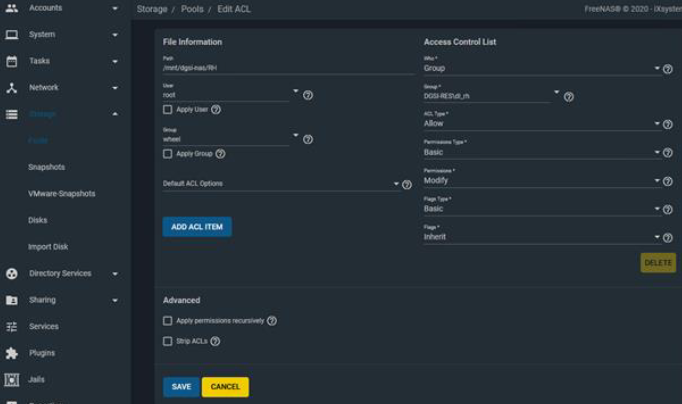 Accounts
System
Tasks
Network
Storage
Pools
Snapshots
VMware-Snapshots
Disks
Import Disk
Directory Services
Sharing
Services
Plugins
Jails
Storage / Pools / Edit ACL
FreeNAS® © 2020 - iXsystem
File Information
Path
/mnt/dgsi-nas/RH
User
root
Apply User
Group
wheel
Apply Group
Default ACL Options
ADD ACL ITEM
Access Control List
Who *
Group
Group *
DGSI-RES\dl_rh
ACL Type *
Allow
Permissions Type *
Basic
Permissions *
Modify
Flags Type *
Basic
Flags *
Inherit
DELETE
Advanced
Apply permissions recursively
Strip ACLs
SAVE
CANCEL